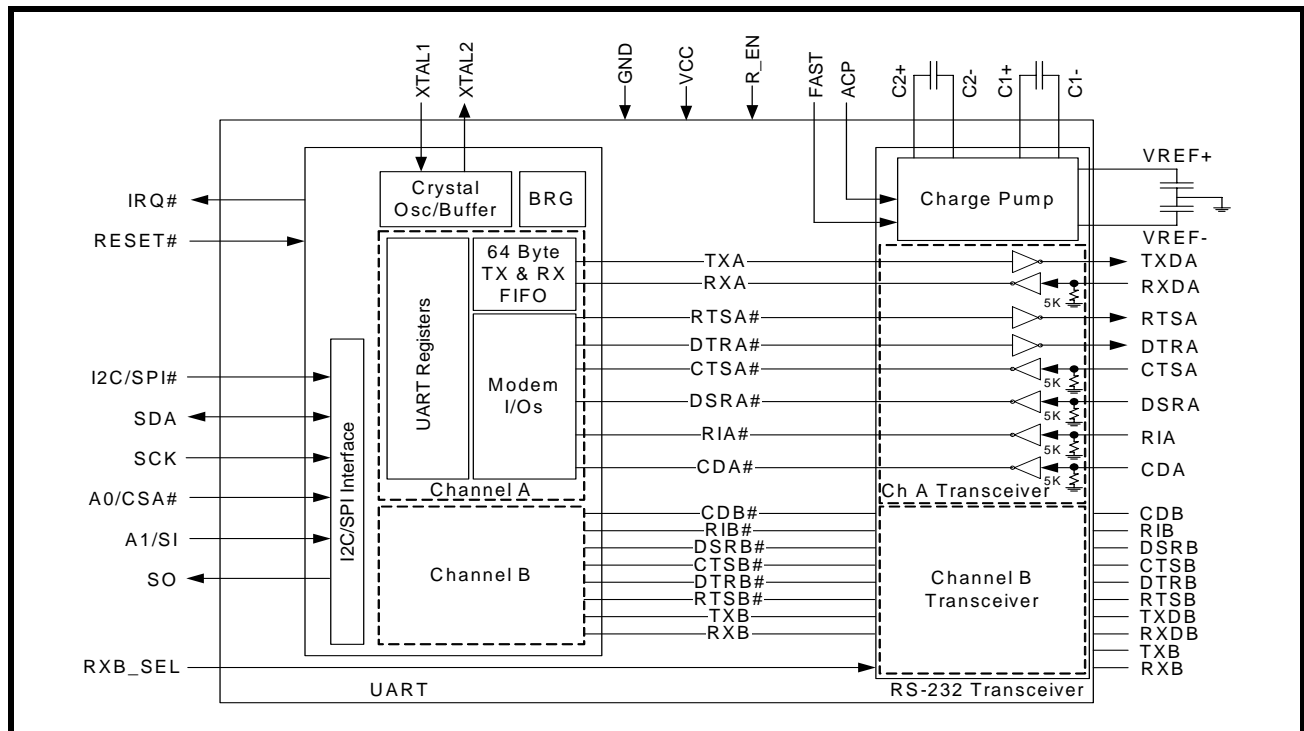 XTAL1
XTAL2
GND
VCC
R_EN
FAST
ACP
C2+
C2-
C1+
C1-
IRQ#
RESET#
I2C/SPI#
SDA
SCK
A0/CSA#
A1/SI
SO
RXB_SEL
Crystal
Osc/Buffer
BRG
UART Registers
64 Byte
TX & RX
FIFO
Modem
I/Os
Channel A
I2C/SPI Interface
Channel B
UART
TXA
RXA
RTSA#
DTRA#
CTSA#
DSRA#
RIA#
CDA#
CDB#
RIB#
DSRB#
CTSB#
DTRB#
RTSB#
TXB
RXB
Charge Pump
5K
5K
5K
5K
5K
Ch A Transceiver
Channel B
Transceiver
RS-232 Transceiver
VREF+
VREF-
TXDA
RXDA
RTSA
DTRA
CTSA
DSRA
RIA
CDA
CDB
RIB
DSRB
CTSB
DTRB
RTSB
TXDB
RXDB
TXB
RXB